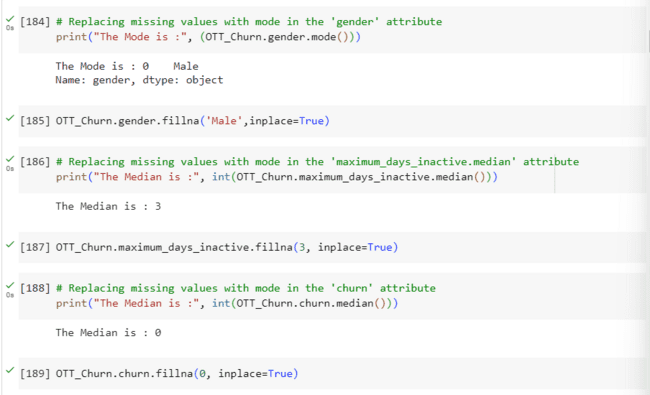 [184] # Replacing missing values with mode in the 'gender' attribute
0s print("The Mode is :", (OTT_Churn.gender.mode()))
The Mode is : 0    Male
Name: gender, dtype: object
[185] OTT_Churn.gender.fillna('Male',inplace=True)
[186] # Replacing missing values with mode in the 'maximum_days_inactive.median' attribute
0s print("The Median is :", int(OTT_Churn.maximum_days_inactive.median()))
The Median is : 3
[187] OTT_Churn.maximum_days_inactive.fillna(3, inplace=True)
[188] # Replacing missing values with mode in the 'churn' attribute
0s print("The Median is :", int(OTT_Churn.churn.median()))
The Median is : 0
[189] OTT_Churn.churn.fillna(0, inplace=True)